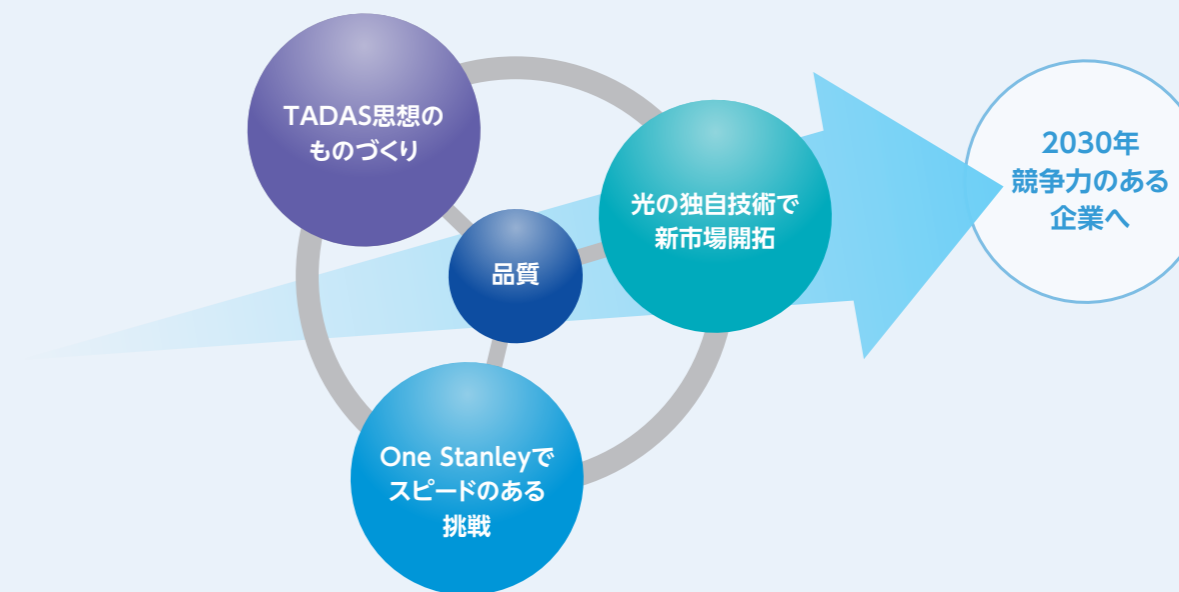 TADAS思想の
ものづくり
光の独自技術で
新市場開拓
品質
One Stanleyで
スピードのある
挑戦
2030年
競争力のある
企業へ